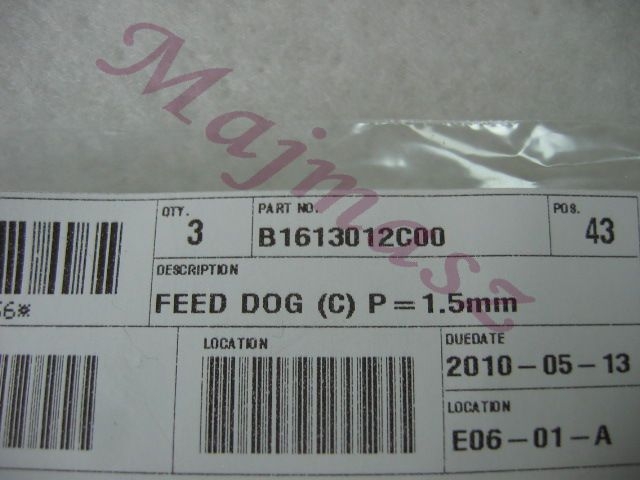 Majmasz
QTY. PART NO. POS.
3 B1613012C00 43
DESCRIPTION
6* FEED DOG (C) P=1.5mm
LOCATION DUEDATE
2010-05-13
LOCATION
E06-01-A